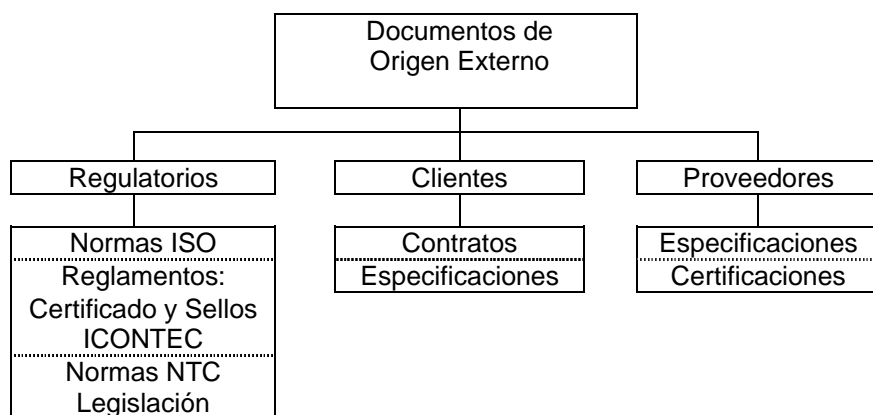 Documentos de
Origen Externo
Regulatorios
Clientes
Proveedores
Normas ISO
Reglamentos:
Certificado y Sellos
ICONTEC
Normas NTC
Legislación
Contratos
Especificaciones
Especificaciones
Certificaciones